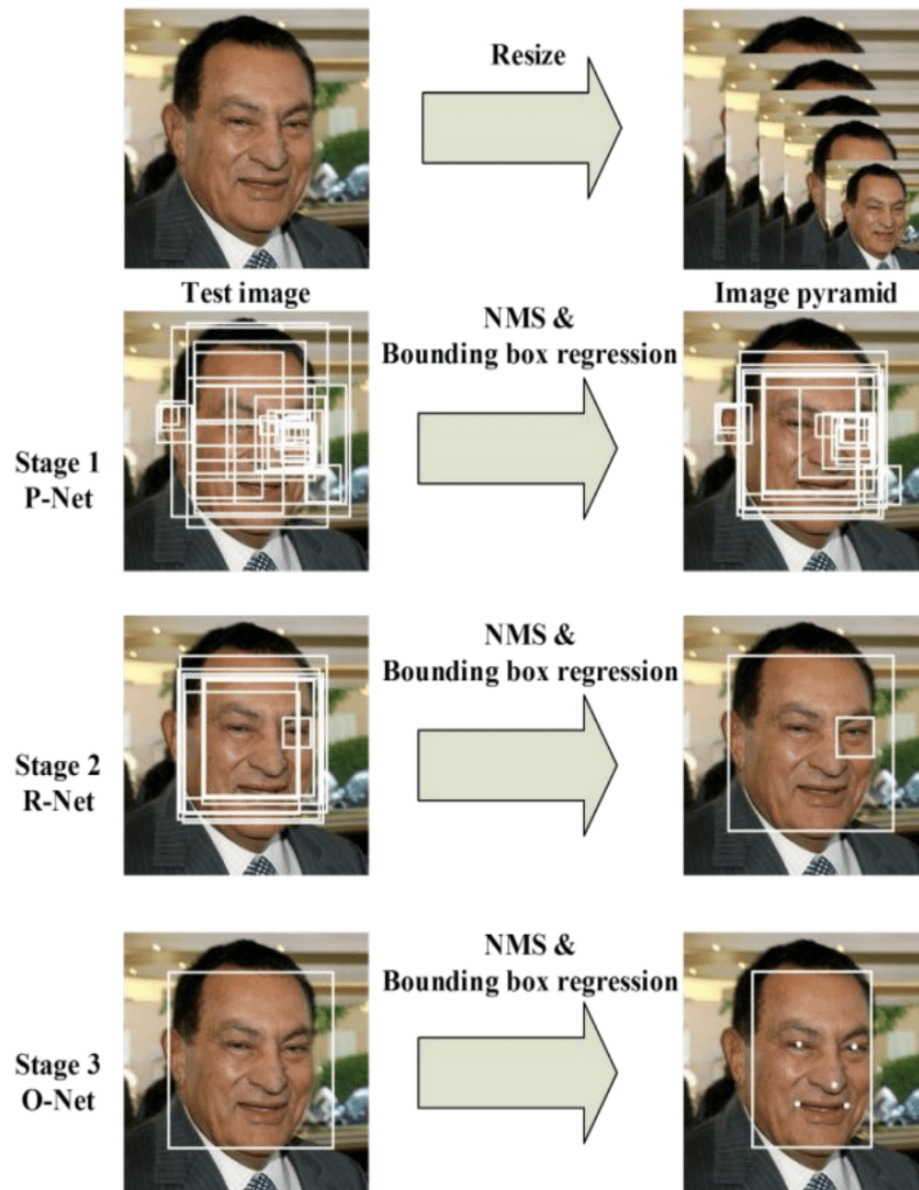 Resize
Test image
Image pyramid
NMS &
Bounding box regression
Stage 1
P-Net
NMS &
Bounding box regression
Stage 2
R-Net
NMS &
Bounding box regression
Stage 3
O-Net